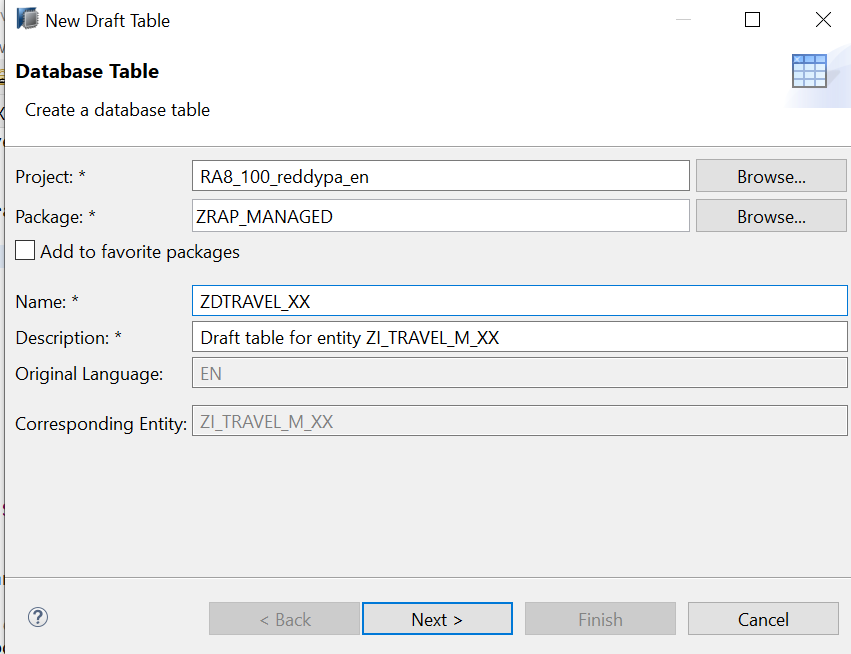 New Draft Table
Database Table
Create a database table
Project: * RA8_100_reddypa_en Browse...
Package: * ZRAP_MANAGED Browse...
Add to favorite packages
Name: * ZDTRAVEL_XX
Description: * Draft table for entity ZI_TRAVEL_M_XX
Original Language: EN
Corresponding Entity: ZI_TRAVEL_M_XX
? < Back Next > Finish Cancel